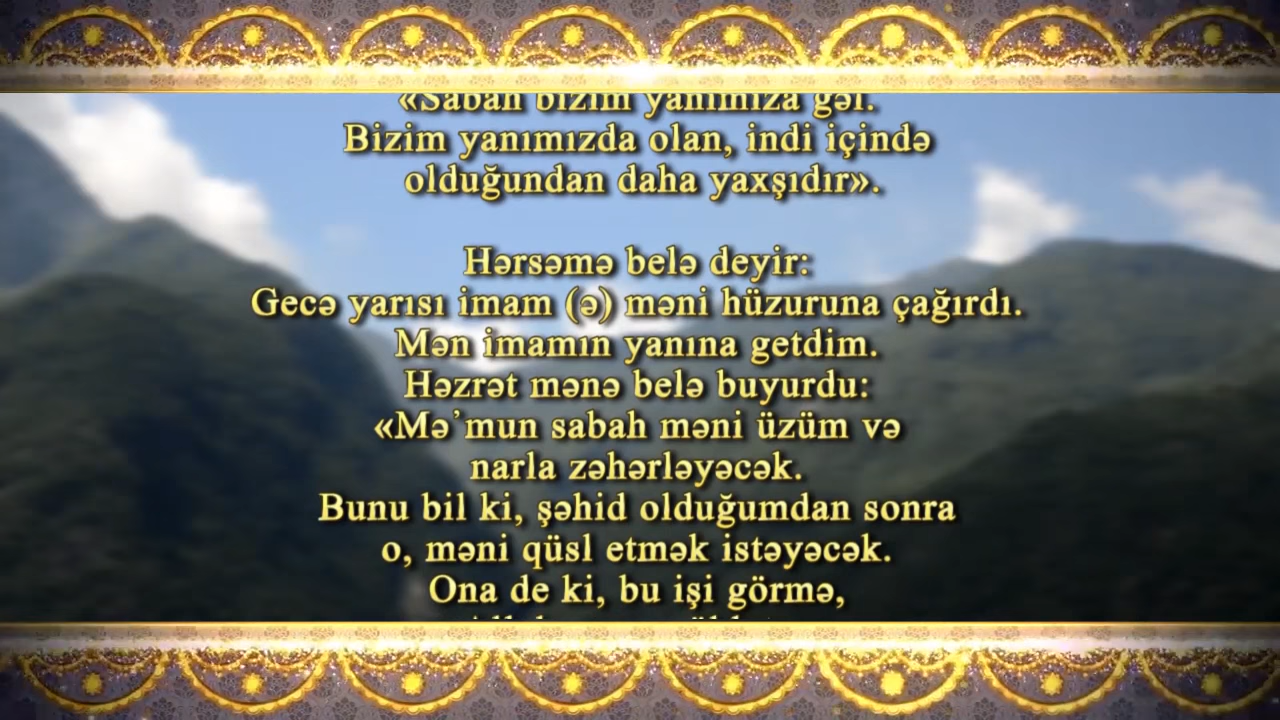 «Sabah bizim yanımıza gəl.
Bizim yanımızda olan, indi içində
olduğundan daha yaxşıdır».
Hərsəmə belə deyir:
Gecə yarısı imam (ə) məni hüzuruna çağırdı.
Mən imamın yanına getdim.
Həzrət mənə belə buyurdu:
«Mə’mun sabah məni üzüm və
narla zəhərləyəcək.
Bunu bil ki, şəhid olduğumdan sonra
o, məni qüsl etmək istəyəcək.
Ona de ki, bu işi görmə,